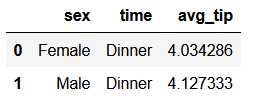 sex time avg_tip
0 Female Dinner 4.034286
1 Male Dinner 4.127333